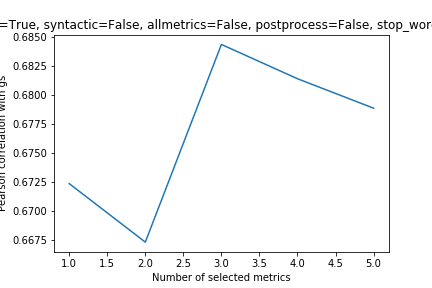 =True, syntactic=False, allmetrics=False, postprocess=False, stop_wor
Pearson correlation with gs
0.6850
0.6825
0.6800
0.6775
0.6750
0.6725
0.6700
0.6675
1.0 1.5 2.0 2.5 3.0 3.5 4.0 4.5 5.0
Number of selected metrics